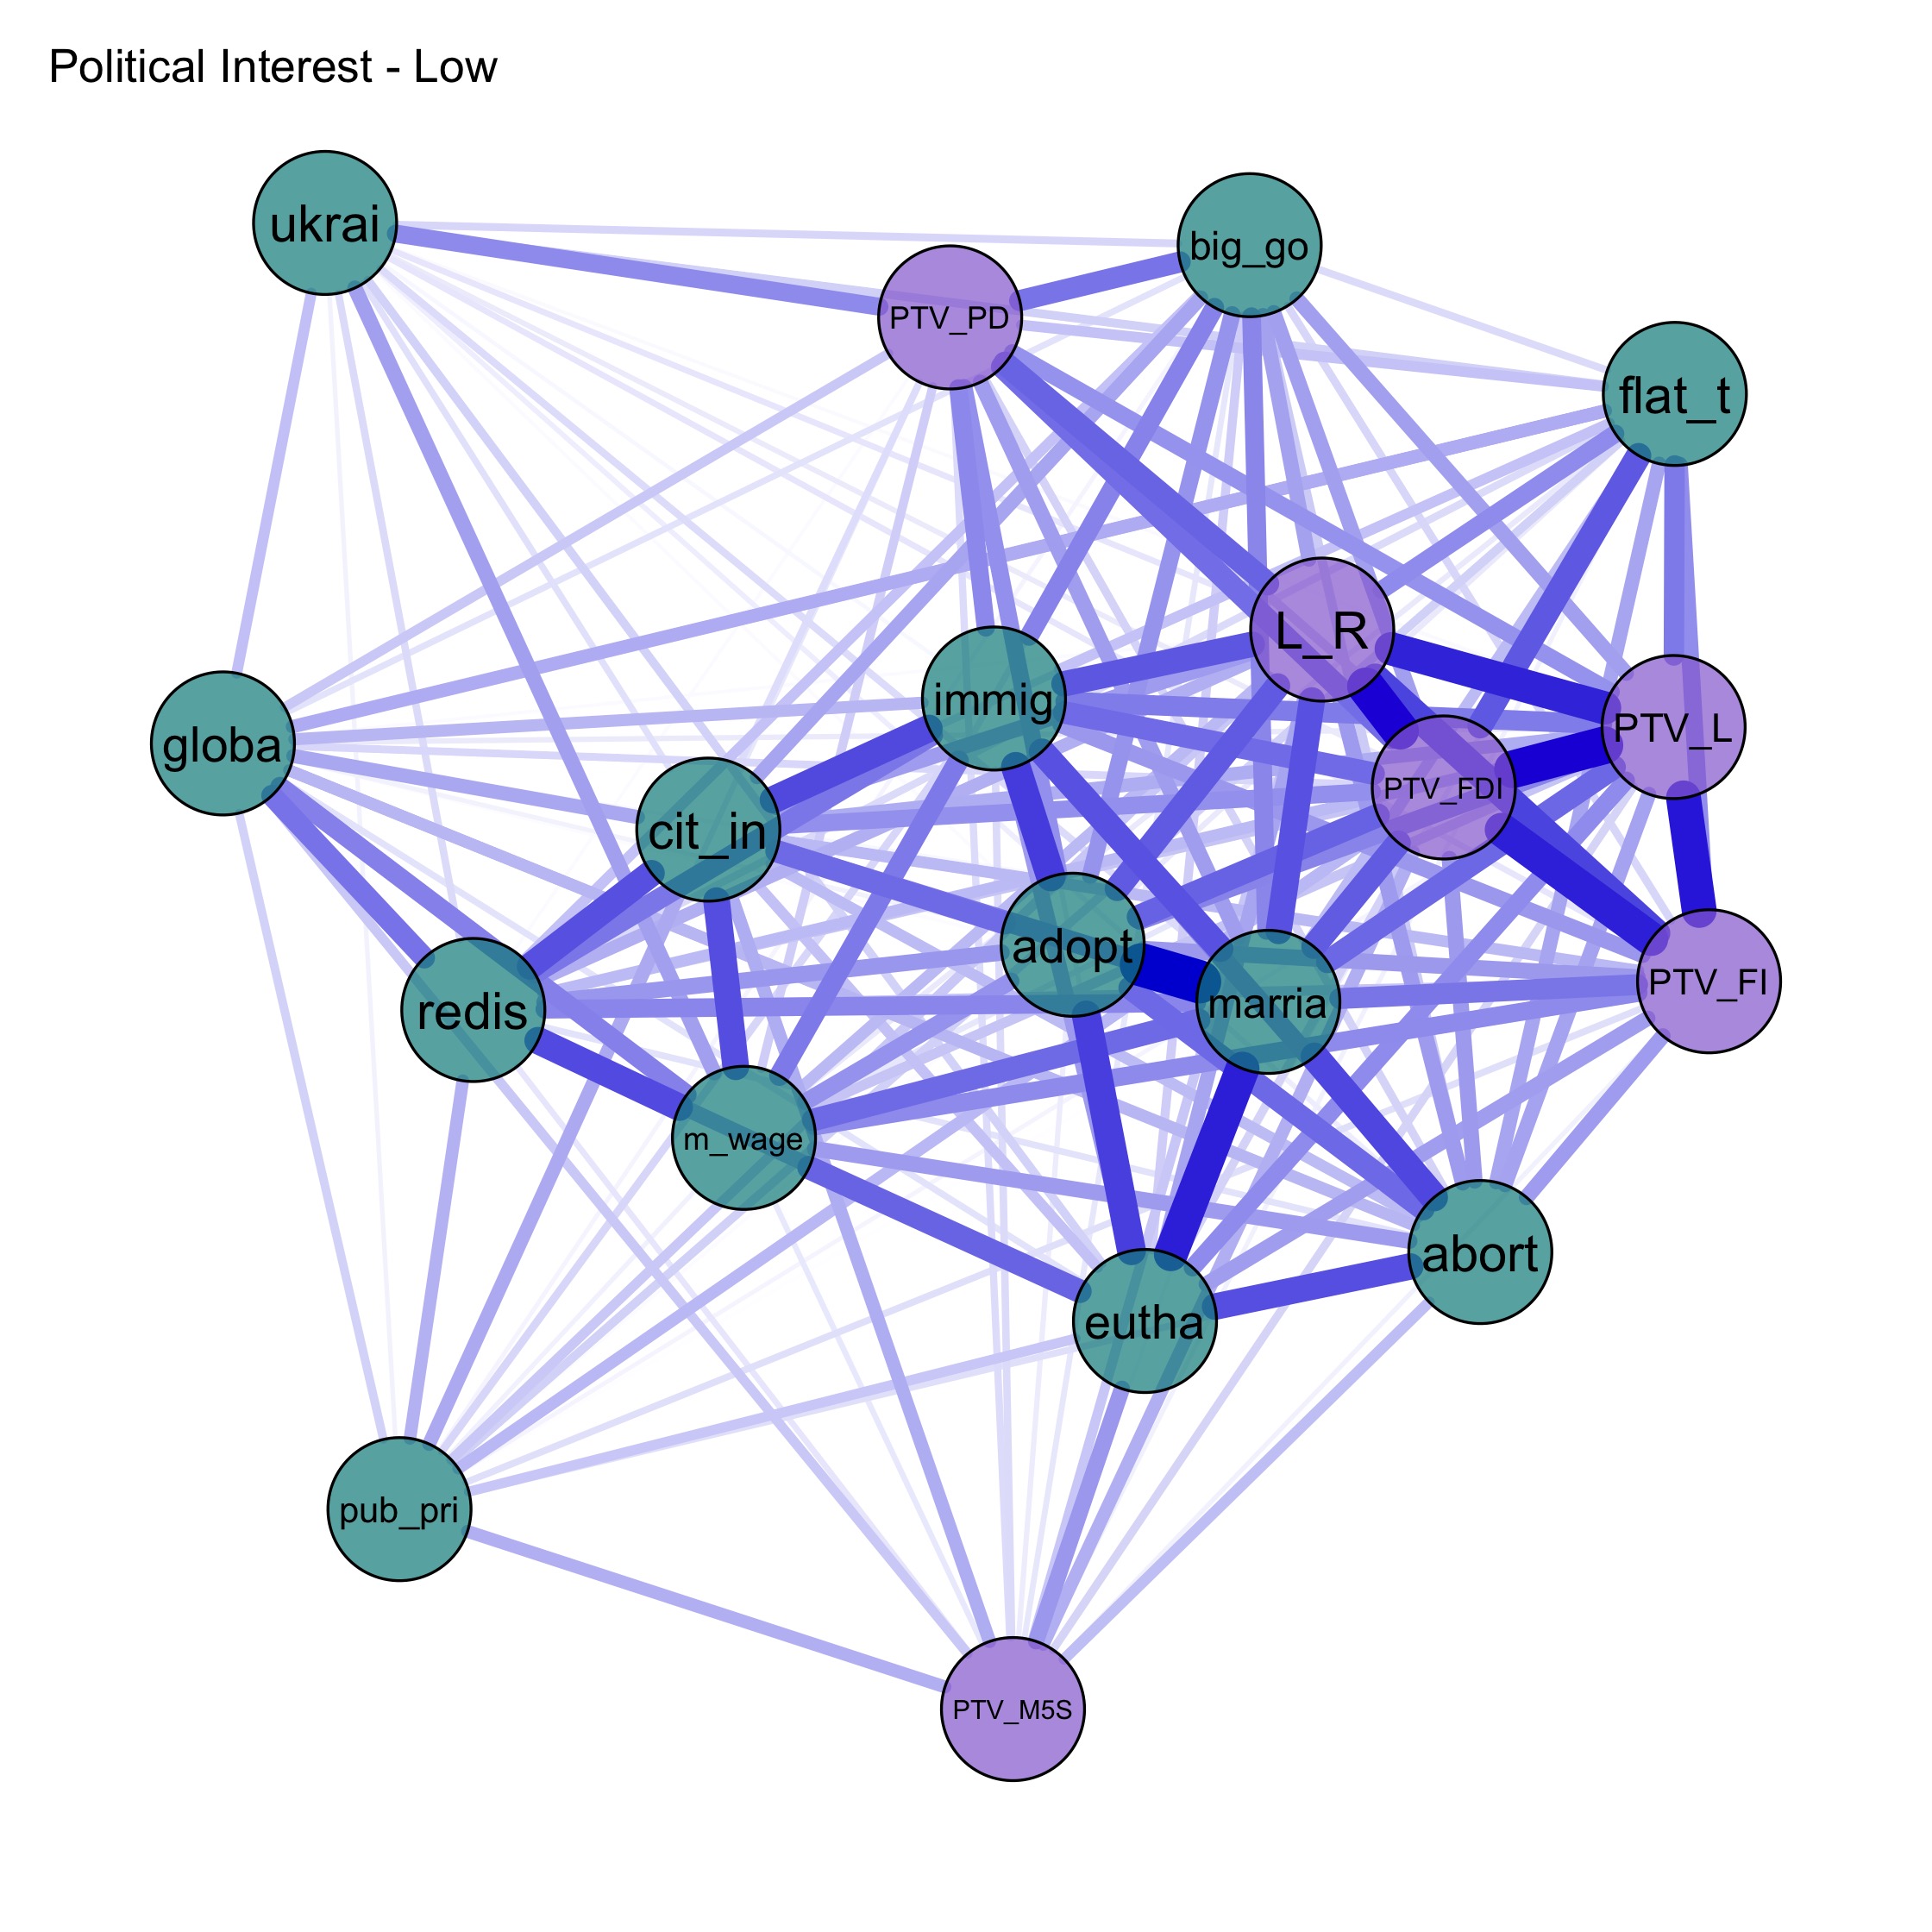 Political Interest - Low
ukrai
big_go
PTV_PD
flat_t
L_R
immig
PTV_L
globa
PTV_FDI
cit_in
adopt
PTV_FI
marria
redis
m_wage
abort
eutha
pub_pri
PTV_M5S